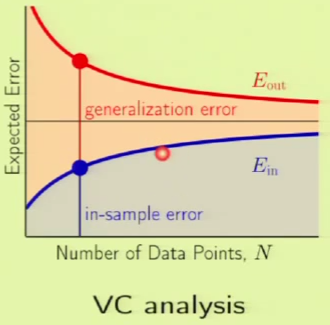 Expected Error
E_out
generalization error
E_in
in-sample error
Number of Data Points, N
VC analysis